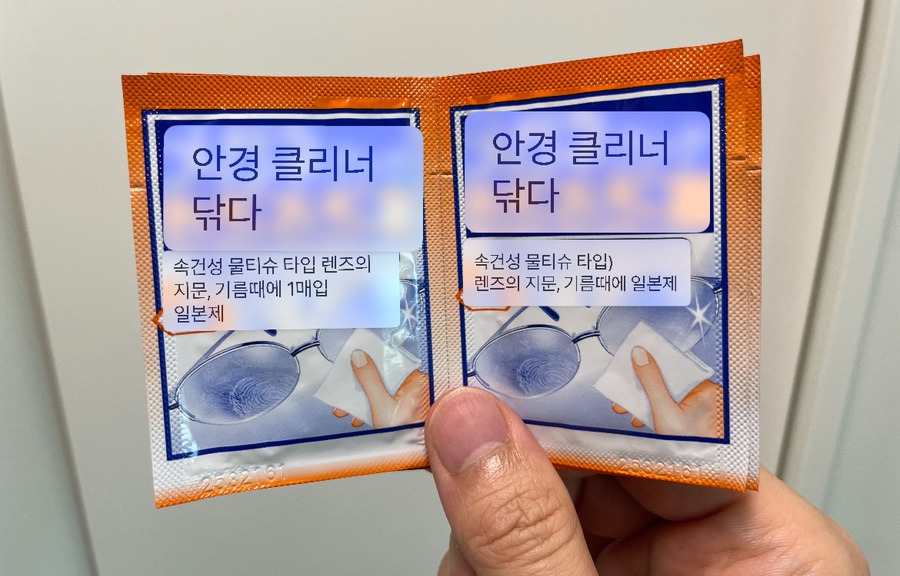 안경 클리너
닦다
속건성 물티슈 타입 렌즈의
지문, 기름때에 1매입
일본제
안경 클리너
닦다
속건성 물티슈 타입)
렌즈의 지문, 기름때에 일본제